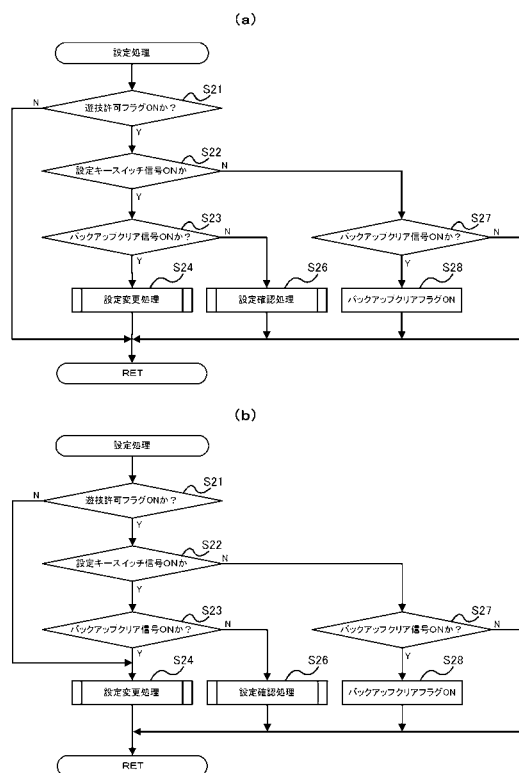 (a)
設定処理
S21
遊技許可フラグONか?
N
Y
S22
設定キースイッチ信号ONか
N
Y
S23
バックアップクリア信号ONか?
N
Y
S27
バックアップクリア信号ONか?
N
Y
S24
設定変更処理
S26
設定確認処理
S28
バックアップクリアフラグON
RET
(b)
設定処理
S21
遊技許可フラグONか?
N
Y
S22
設定キースイッチ信号ONか
N
Y
S23
バックアップクリア信号ONか?
N
Y
S27
バックアップクリア信号ONか?
N
Y
S24
設定変更処理
S26
設定確認処理
S28
バックアップクリアフラグON
RET